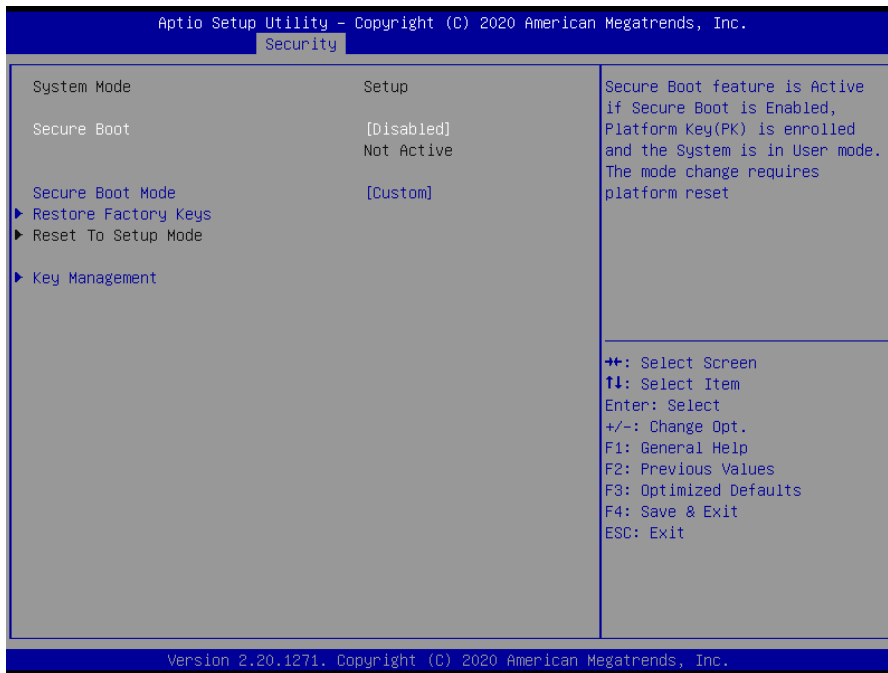 Aptio Setup Utility – Copyright (C) 2020 American Megatrends, Inc.
Security
System Mode Setup
Secure Boot [Disabled]
Not Active
Secure Boot Mode [Custom]
▶ Restore Factory Keys
▶ Reset To Setup Mode
▶ Key Management
Secure Boot feature is Active
if Secure Boot is Enabled,
Platform Key(PK) is enrolled
and the System is in User mode.
The mode change requires
platform reset
→←: Select Screen
↑↓: Select Item
Enter: Select
+/-: Change Opt.
F1: General Help
F2: Previous Values
F3: Optimized Defaults
F4: Save & Exit
ESC: Exit
Version 2.20.1271. Copyright (C) 2020 American Megatrends, Inc.